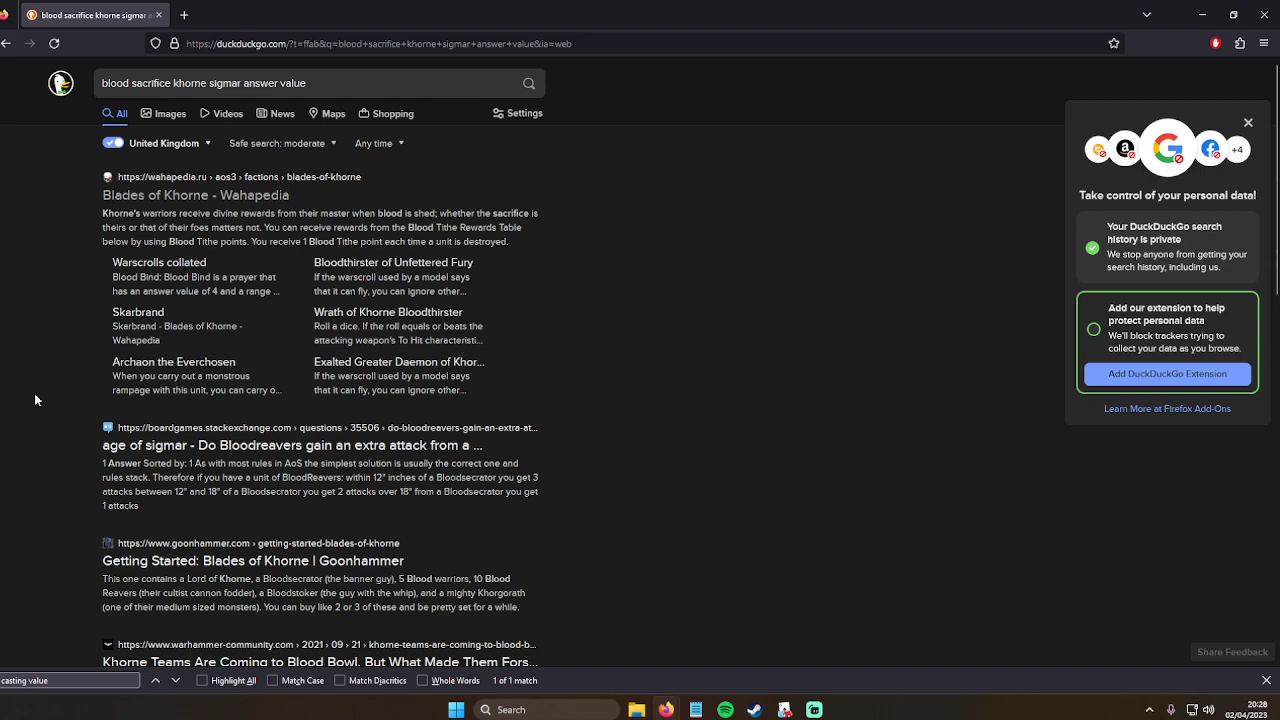 blood sacrifice khorne sigmar a
https://duckduckgo.com/?t=ffab&q=blood+sacrifice+khorne+sigmar+answer+value&ia=web
blood sacrifice khorne sigmar answer value
All
Images
Videos
News
Maps
Shopping
Settings
United Kingdom
Safe search: moderate
Any time
https://wahapedia.ru › aos3 › factions › blades-of-khorne
Blades of Khorne - Wahapedia
Khorne's warriors receive divine rewards from their master when blood is shed; whether the sacrifice is
theirs or that of their foes matters not. You can receive rewards from the Blood Tithe Rewards Table
below by using Blood Tithe points. You receive 1 Blood Tithe point each time a unit is destroyed.
Warscrolls collated
Blood Bind: Blood Bind is a prayer that
has an answer value of 4 and a range ...
Bloodthirster of Unfettered Fury
If the warscroll used by a model says
that it can fly, you can ignore other...
Skarbrand
Skarbrand - Blades of Khorne -
Wahapedia
Wrath of Khorne Bloodthirster
Roll a dice. If the roll equals or beats the
attacking weapon's To Hit characteristi...
Archaon the Everchosen
When you carry out a monstrous
rampage with this unit, you can carry o...
Exalted Greater Daemon of Khor...
If the warscroll used by a model says
that it can fly, you can ignore other...
https://boardgames.stackexchange.com › questions › 35506 › do-bloodreavers-gain-an-extra-at...
age of sigmar - Do Bloodreavers gain an extra attack from a ...
1 Answer Sorted by: 1 As with most rules in AoS the simplest solution is usually the correct one and
rules stack. Therefore if you have a unit of BloodReavers: within 12" inches of a Bloodsecrator you get 3
attacks between 12" and 18" of a Bloodsecrator you get 2 attacks over 18" from a Bloodsecrator you get
1 attacks
https://www.goonhammer.com › getting-started-blades-of-khorne
Getting Started: Blades of Khorne | Goonhammer
This one contains a Lord of Khorne, a Bloodsecrator (the banner guy), 5 Blood warriors, 10 Blood
Reavers (their cultist cannon fodder), a Bloodstoker (the guy with the whip), and a mighty Khorgorath
(one of their medium sized monsters). You can buy like 2 or 3 of these and be pretty set for a while.
https://www.warhammer-community.com › 2021 › 09 › 21 › khorne-teams-are-coming-to-blood-b...
Khorne Teams Are Coming to Blood Bowl, But What Made Them Fors...
+4
Take control of your personal data!
Your DuckDuckGo search
history is private
We stop anyone from getting your
search history, including us.
Add our extension to help
protect personal data
We'll block trackers trying to
collect your data as you browse.
Add DuckDuckGo Extension
Learn More at Firefox Add-Ons
Share Feedback
casting value
Highlight All
Match Case
Match Diacritics
Whole Words
1 of 1 match
Search
20:28
02/04/2023